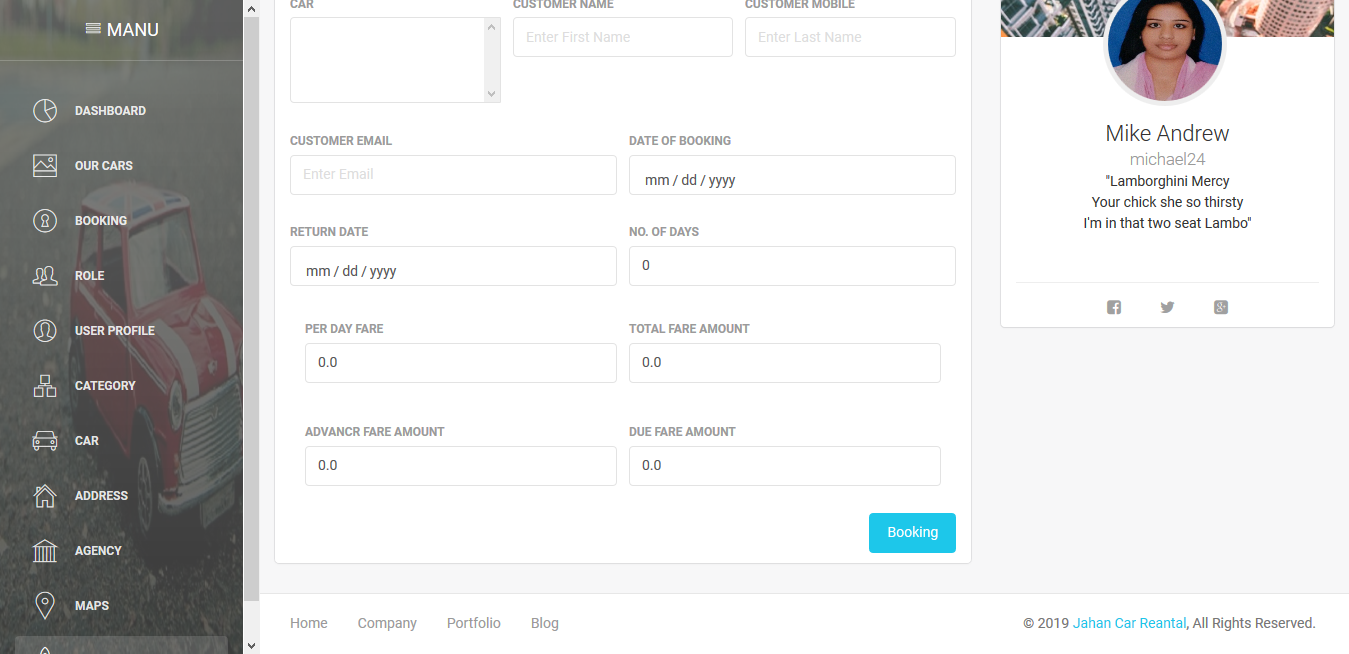 MANU
DASHBOARD
OUR CARS
BOOKING
ROLE
USER PROFILE
CATEGORY
CAR
ADDRESS
AGENCY
MAPS
CAR CUSTOMER NAME CUSTOMER MOBILE
Enter First Name Enter Last Name
CUSTOMER EMAIL DATE OF BOOKING
Enter Email mm / dd / yyyy
RETURN DATE NO. OF DAYS
mm / dd / yyyy 0
PER DAY FARE TOTAL FARE AMOUNT
0.0 0.0
ADVANCR FARE AMOUNT DUE FARE AMOUNT
0.0 0.0
Booking
Mike Andrew
michael24
"Lamborghini Mercy
Your chick she so thirsty
I'm in that two seat Lambo"
Home Company Portfolio Blog
© 2019 Jahan Car Reantal, All Rights Reserved.